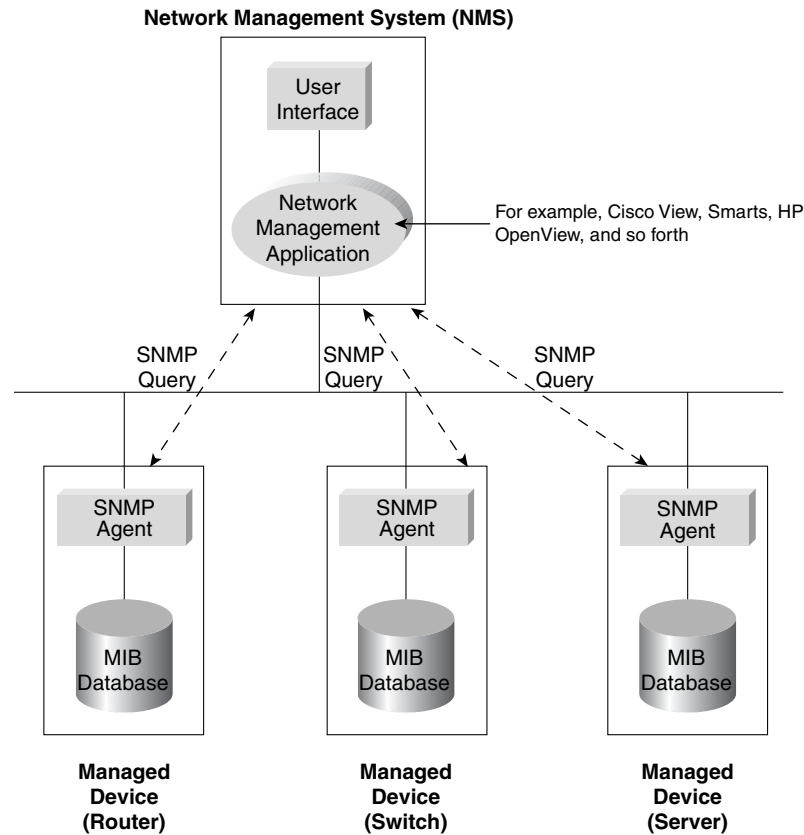 Network Management System (NMS)
User
Interface
Network
Management
Application
For example, Cisco View, Smarts, HP
OpenView, and so forth
SNMP
Query
SNMP
Query
SNMP
Query
SNMP
Agent
SNMP
Agent
SNMP
Agent
MIB
Database
MIB
Database
MIB
Database
Managed
Device
(Router)
Managed
Device
(Switch)
Managed
Device
(Server)